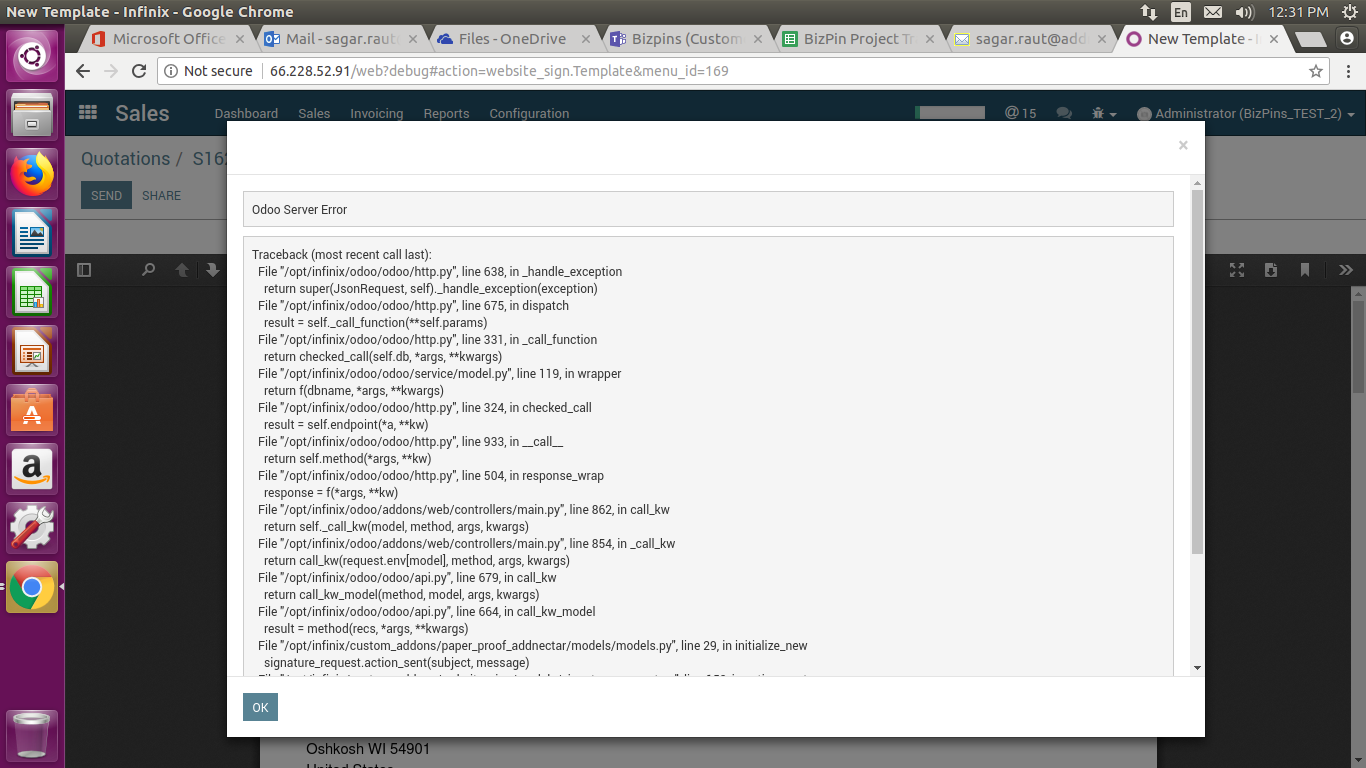 New Template - Infinix - Google Chrome
En
12:31 PM
Microsoft Office
Mail - sagar.raut@
Files - OneDrive
Bizpins (Custom
BizPin Project Tr
sagar.raut@add
New Template - I
Not secure
66.228.52.91/web?debug#action=website_sign.Template&menu_id=169
Sales
Dashboard
Sales
Invoicing
Reports
Configuration
@ 15
Administrator (BizPins_TEST_2)
Quotations / S162
SEND
SHARE
×
Odoo Server Error
Traceback (most recent call last):
File "/opt/infinix/odoo/odoo/http.py", line 638, in _handle_exception
return super(JsonRequest, self)._handle_exception(exception)
File "/opt/infinix/odoo/odoo/http.py", line 675, in dispatch
result = self._call_function(**self.params)
File "/opt/infinix/odoo/odoo/http.py", line 331, in _call_function
return checked_call(self.db, *args, **kwargs)
File "/opt/infinix/odoo/odoo/service/model.py", line 119, in wrapper
return f(dbname, *args, **kwargs)
File "/opt/infinix/odoo/odoo/http.py", line 324, in checked_call
result = self.endpoint(*a, **kw)
File "/opt/infinix/odoo/odoo/http.py", line 933, in __call__
return self.method(*args, **kw)
File "/opt/infinix/odoo/odoo/http.py", line 504, in response_wrap
response = f(*args, **kw)
File "/opt/infinix/odoo/addons/web/controllers/main.py", line 862, in call_kw
return self._call_kw(model, method, args, kwargs)
File "/opt/infinix/odoo/addons/web/controllers/main.py", line 854, in _call_kw
return call_kw(request.env[model], method, args, kwargs)
File "/opt/infinix/odoo/odoo/api.py", line 679, in call_kw
return call_kw_model(method, model, args, kwargs)
File "/opt/infinix/odoo/odoo/api.py", line 664, in call_kw_model
result = method(recs, *args, **kwargs)
File "/opt/infinix/custom_addons/paper_proof_addnectar/models/models.py", line 29, in initialize_new
signature_request.action_sent(subject, message)
OK
Oshkosh WI 54901
United States